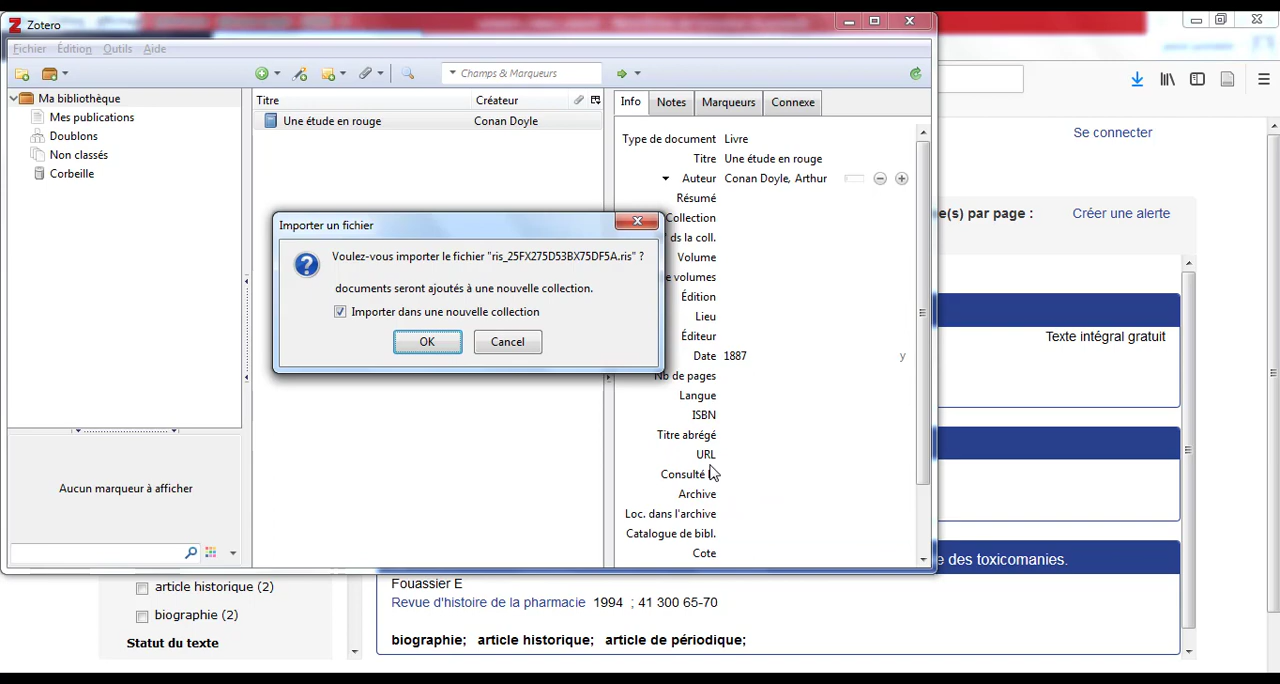 Zotero
Fichier Édition Outils Aide
Champs & Marqueurs
Ma bibliothèque
Mes publications
Doublons
Non classés
Corbeille
Aucun marqueur à afficher
Titre Créateur
Une étude en rouge Conan Doyle
Info Notes Marqueurs Connexe
Type de document Livre
Titre Une étude en rouge
Auteur Conan Doyle, Arthur
Résumé
Collection
ds la coll.
Volume
volumes
Édition
Lieu
Éditeur
Date 1887 y
Nb de pages
Langue
ISBN
Titre abrégé
URL
Consulté
Archive
Loc. dans l'archive
Catalogue de bibl.
Cote
Importer un fichier
Voulez-vous importer le fichier "ris_25FX275D53BX75DF5A.ris" ?
documents seront ajoutés à une nouvelle collection.
Importer dans une nouvelle collection
OK Cancel
Se connecter
(s) par page : Créer une alerte
Texte intégral gratuit
e des toxicomanies.
Fouassier E
Revue d'histoire de la pharmacie 1994 ; 41 300 65-70
biographie; article historique; article de périodique;
article historique (2)
biographie (2)
Statut du texte